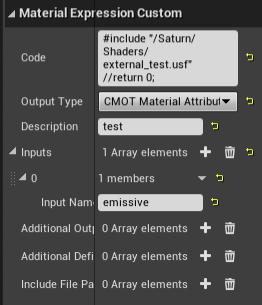 Material Expression Custom
Code
#include "/Saturn/
Shaders/
external_test.usf"
//return 0;
Output Type
CMOT Material Attribut
Description
test
Inputs
1 Array elements
0
1 members
Input Nam
emissive
Additional Outp
0 Array elements
Additional Defi
0 Array elements
Include File Pa
0 Array elements